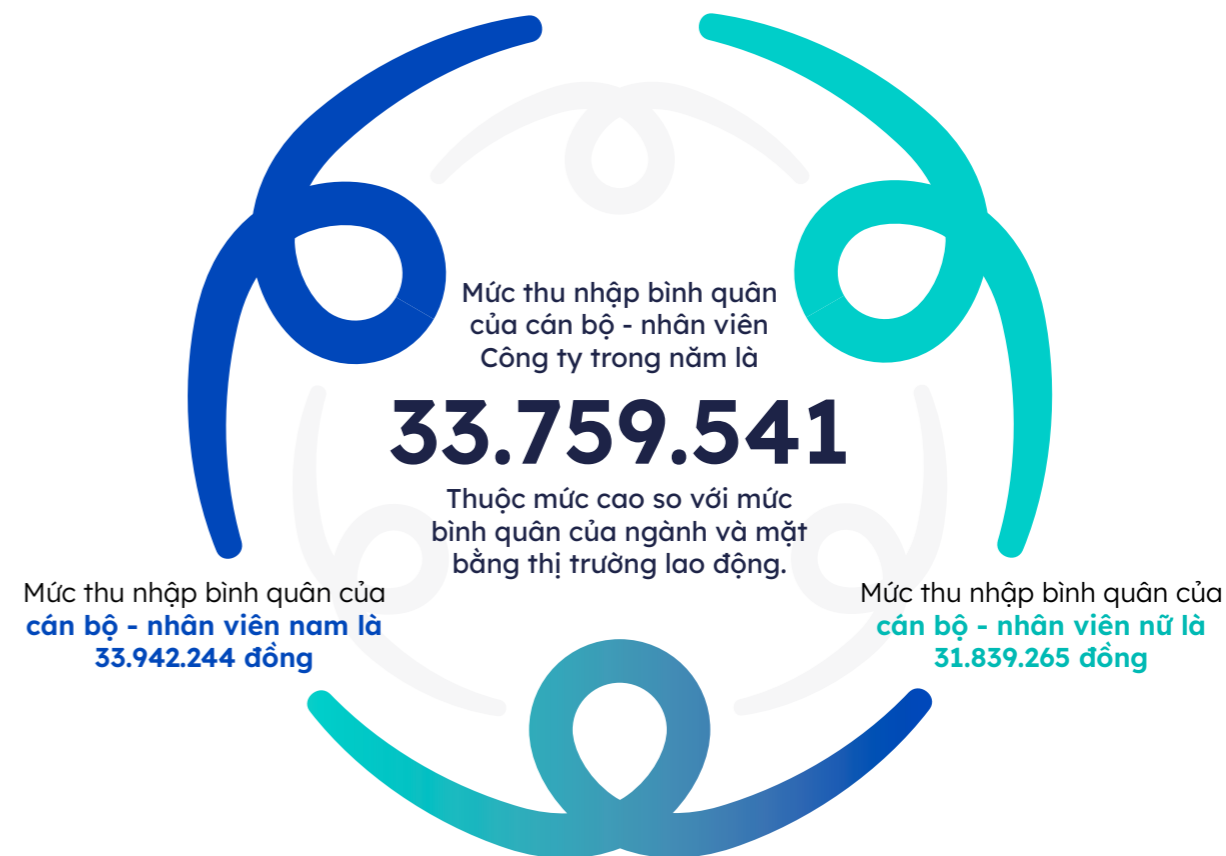 Mức thu nhập bình quân
của cán bộ - nhân viên
Công ty trong năm là
33.759.541
Thuộc mức cao so với mức
bình quân của ngành và mặt
bằng thị trường lao động.
Mức thu nhập bình quân của
cán bộ - nhân viên nam là
33.942.244 đồng
Mức thu nhập bình quân của
cán bộ - nhân viên nữ là
31.839.265 đồng